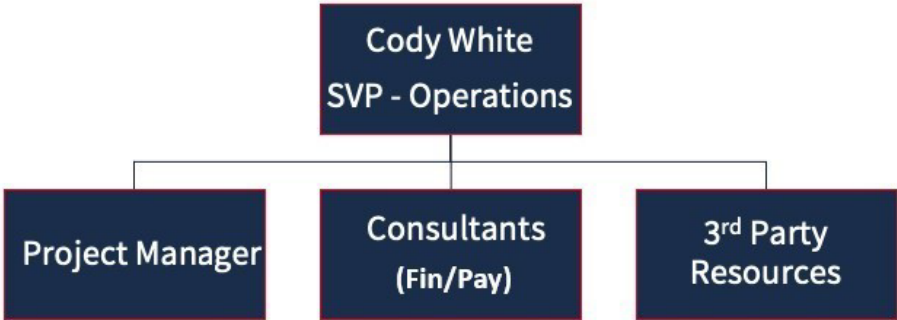 Cody White
SVP - Operations
Project Manager
Consultants
(Fin/Pay)
3rd Party
Resources